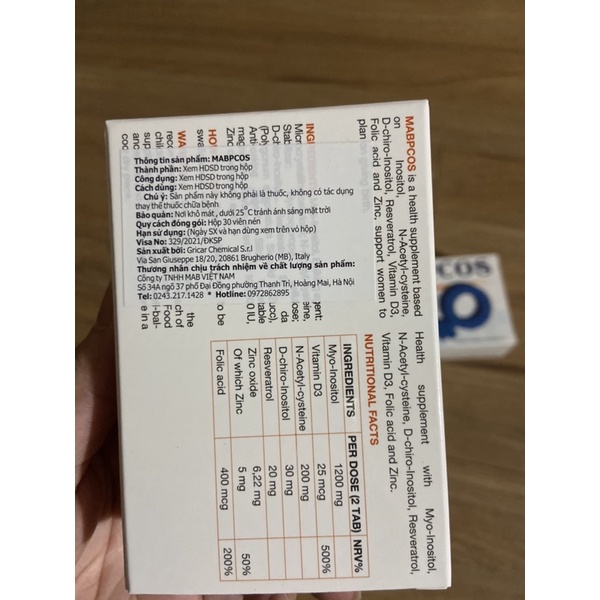 Thông tin sản phẩm: MABPCOS
Thành phần: Xem HDSD trong hộp
Công dụng: Xem HDSD trong hộp
Cách dùng: Xem HDSD trong hộp
Chú ý: Sản phẩm này không phải là thuốc, không có tác dụng
thay thế thuốc chữa bệnh
Bảo quản: Nơi khô mát, dưới 25°C tránh ánh sáng mặt trời
Quy cách đóng gói: Hộp 30 viên nén
Hạn sử dụng: (Ngày SX và hạn dùng xem trên vỏ hộp)
Visa No: 329/2021/ĐKSP
Sản xuất bởi: Gricar Chemical S.r.l
Via San Giuseppe 18/20, 20861 Brugherio (MB), Italy
Thương nhân chịu trách nhiệm về chất lượng sản phẩm:
Công ty TNHH MAB VIỆT NAM
Số 34A ngõ 37 phố Đại Đồng phường Thanh Trì, Hoàng Mai, Hà Nội
Tel: 0243.217.1428 * Hotline: 0972862895
MABPCOS is a health supplement based
on Inositol, N-Acetyl-cysteine,
D-chiro-Inositol, Resveratrol, Vitamin D3,
Folic acid and Zinc, support women to
plan
Health supplement with Myo-Inositol,
N-Acetyl-cysteine, D-chiro-Inositol, Resveratrol,
Vitamin D3, Folic acid and Zinc.
NUTRITIONAL FACTS
INGREDIENTS PER DOSE (2 TAB) NRV%
Myo-Inositol 1200 mg
Vitamin D3 25 mcg 500%
N-Acetyl-cysteine 200 mg
D-chiro-Inositol 30 mg
Resveratrol 20 mg
Zinc oxide 6,22 mg
Of which Zinc 5 mg 50%
Folic acid 400 mcg 200%
PCOS